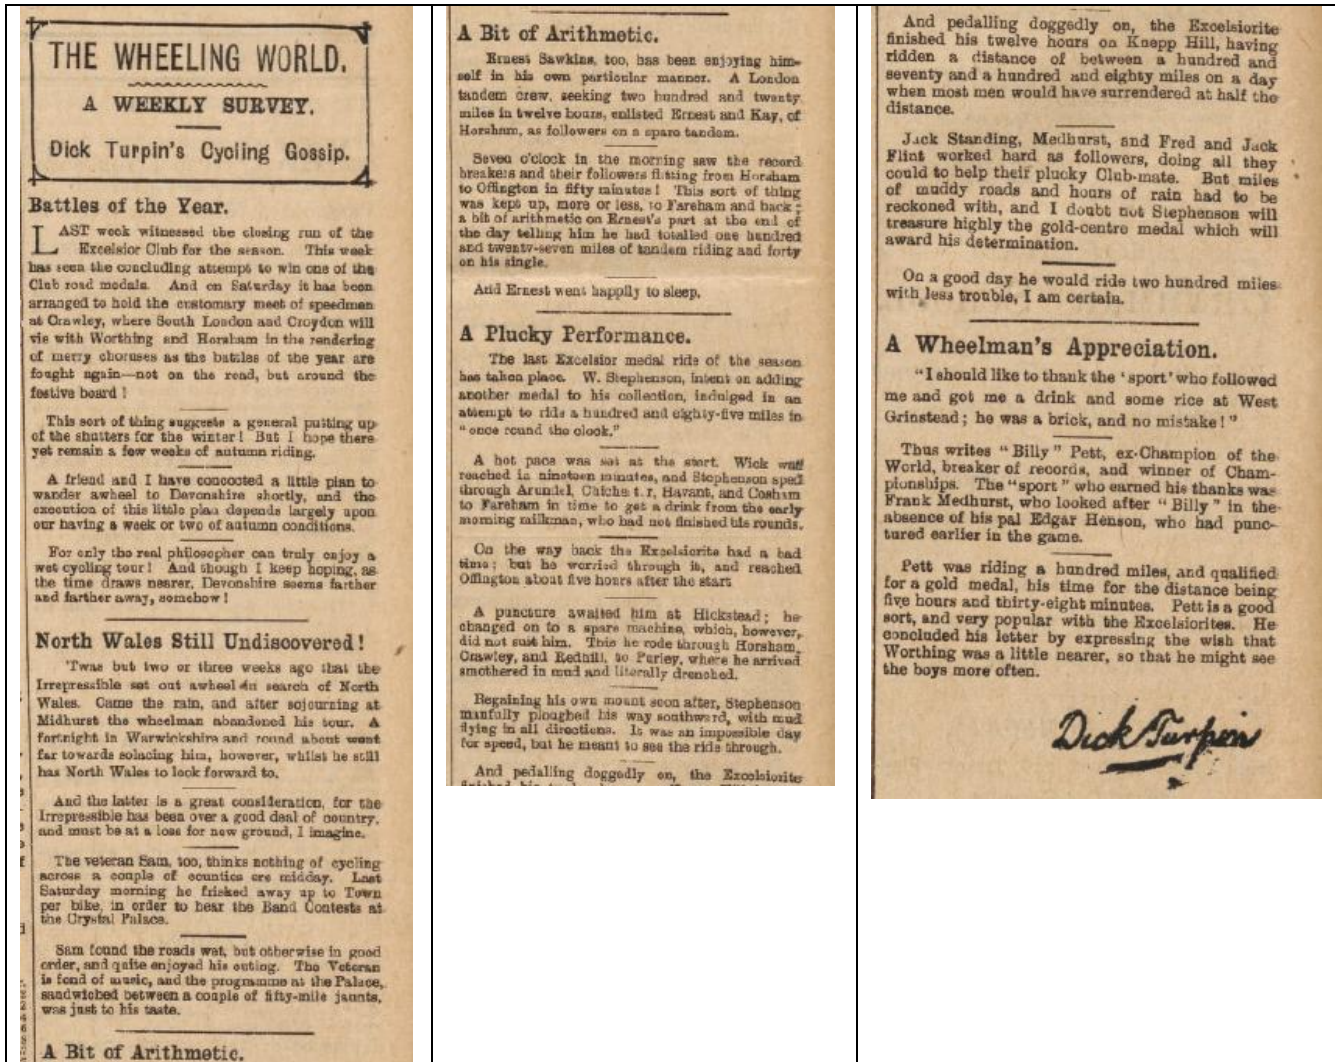 THE WHEELING WORLD.
A WEEKLY SURVEY.
Dick Turpin's Cycling Gossip.
Battles of the Year.
LAST week witnessed the closing run of the
Excelsior Club for the season. This week
has seen the concluding attempt to win one of the
Club road medals. And on Saturday it has been
arranged to hold the customary meet of speedmen
at Crawley, where South London and Croydon will
vie with Worthing and Horsham in the rendering
of merry choruses as the battles of the year are
fought again—not on the road, but around the
festive board !
This sort of thing suggests a general putting up
of the shutters for the winter! But I hope there
yet remain a few weeks of autumn riding.
A friend and I have concocted a little plan to
wander awheel to Devonshire shortly, and the
execution of this little plan depends largely upon
our having a week or two of autumn conditions.
For only the real philosopher can truly enjoy a
wet cycling tour! And though I keep hoping, as
the time draws nearer, Devonshire seems farther
and farther away, somehow!
North Wales Still Undiscovered!
'Twas but two or three weeks ago that the
Irrepressible set out awheel in search of North
Wales. Came the rain, and after sojourning at
Midhurst the wheelman abandoned his tour. A
fortnight in Warwickshire and round about went
far towards solacing him, however, whilst he still
has North Wales to look forward to.
And the latter is a great consideration, for the
Irrepressible has been over a good deal of country,
and must be at a loss for new ground, I imagine.
The veteran Sam, too, thinks nothing of cycling
across a couple of counties ere midday. Last
Saturday morning he frisked away up to Town
per bike, in order to hear the Band Contests at
the Crystal Palace.
Sam found the roads wet, but otherwise in good
order, and quite enjoyed his outing. The Veteran
is fond of music, and the programme at the Palace,
sandwiched between a couple of fifty-mile jaunts,
was just to his taste.
A Bit of Arithmetic.
A Bit of Arithmetic.
Ernest Sawkins, too, has been enjoying him-
self in his own particular manner. A London
tandem crew, seeking two hundred and twenty
miles in twelve hours, enlisted Ernest and Kay, of
Horsham, as followers on a spare tandem.
Seven o'clock in the morning saw the record
breakers and their followers flitting from Horsham
to Offington in fifty minutes! This sort of thing
was kept up, more or less, to Fareham and back;
a bit of arithmetic on Ernest's part at the end of
the day telling him he had totalled one hundred
and twenty-seven miles of tandem riding and forty
on his single.
And Ernest went happily to sleep.
A Plucky Performance.
The last Excelsior medal ride of the season
has taken place. W. Stephenson, intent on adding
another medal to his collection, indulged in an
attempt to ride a hundred and eighty-five miles in
"once round the clock."
A hot pace was set at the start. Wick was
reached in nineteen minutes, and Stephenson sped
through Arundel, Chiche t.r, Havant, and Cosham
to Fareham in time to get a drink from the early
morning milkman, who had not finished his rounds.
On the way back the Excelsiorite had a bad
time; but he worried through it, and reached
Offington about five hours after the start
A puncture awaited him at Hickstead; he
changed on to a spare machine, which, however,
did not suit him. This he rode through Horsham,
Crawley, and Redhill, to Purley, where he arrived
smothered in mud and literally drenched.
Regaining his own mount soon after, Stephenson
manfully ploughed his way southward, with mud
flying in all directions. It was an impossible day
for speed, but he meant to see the ride through.
And pedalling doggedly on, the Excelsiorite
And pedalling doggedly on, the Excelsiorite
finished his twelve hours on Knepp Hill, having
ridden a distance of between a hundred and
seventy and a hundred and eighty miles on a day
when most men would have surrendered at half the
distance.
Jack Standing, Medhurst, and Fred and Jack
Flint worked hard as followers, doing all they
could to help their plucky Club-mate. But miles
of muddy roads and hours of rain had to be
reckoned with, and I doubt not Stephenson will
treasure highly the gold-centre medal which will
award his determination.
On a good day he would ride two hundred miles
with less trouble, I am certain.
A Wheelman's Appreciation.
"I should like to thank the 'sport' who followed
me and got me a drink and some rice at West
Grinstead; he was a brick, and no mistake!"
Thus writes "Billy" Pett, ex-Champion of the
World, breaker of records, and winner of Cham-
pionships. The "sport" who earned his thanks was
Frank Medhurst, who looked after "Billy" in the
absence of his pal Edgar Henson, who had punc-
tured earlier in the game.
Pett was riding a hundred miles, and qualified
for a gold medal, his time for the distance being
five hours and thirty-eight minutes. Pett is a good
sort, and very popular with the Excelsiorites. He
concluded his letter by expressing the wish that
Worthing was a little nearer, so that he might see
the boys more often.
Dick Turpin